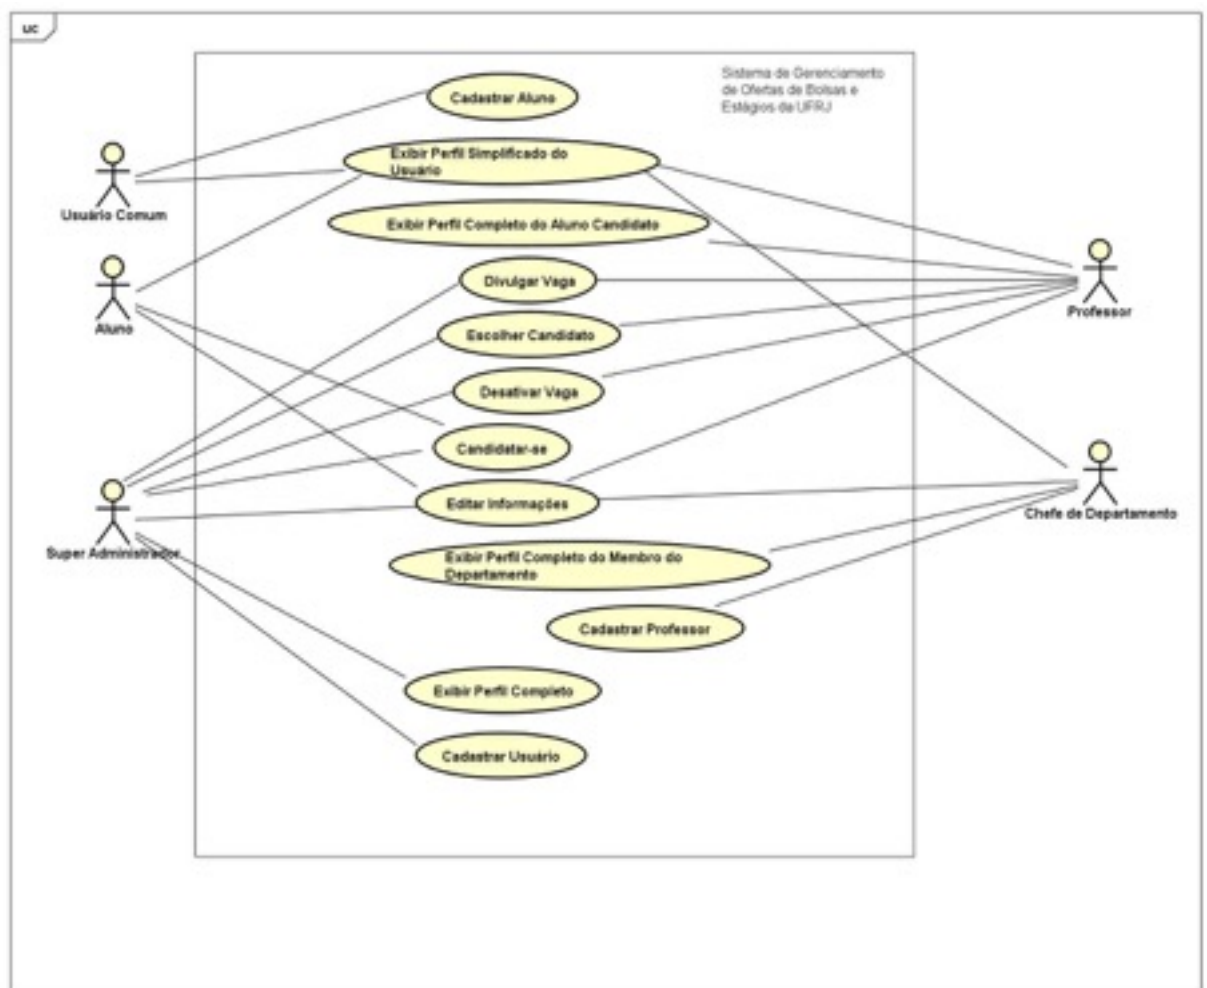 uc
Sistema de Gerenciamento
de Ofertas de Bolsas e
Estágios da UFRJ
Cadastrar Aluno
Exibir Perfil Simplificado do
Usuário
Usuário Comum
Exibir Perfil Completo do Aluno Candidato
Divulgar Vaga
Professor
Aluno
Escolher Candidato
Desativar Vaga
Candidatar-se
Editar Informações
Chefe de Departamento
Super Administrador
Exibir Perfil Completo do Membro do
Departamento
Cadastrar Professor
Exibir Perfil Completo
Cadastrar Usuário